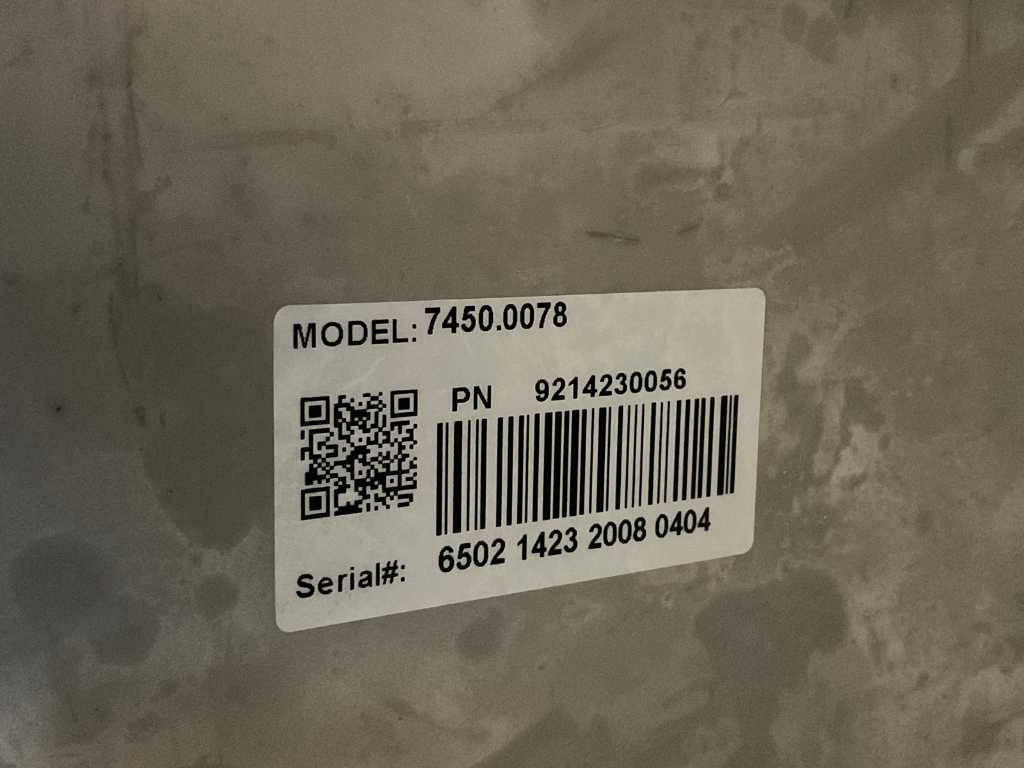 MODEL: 7450.0078
PN 9214230056
Serial#: 6502 1423 2008 0404